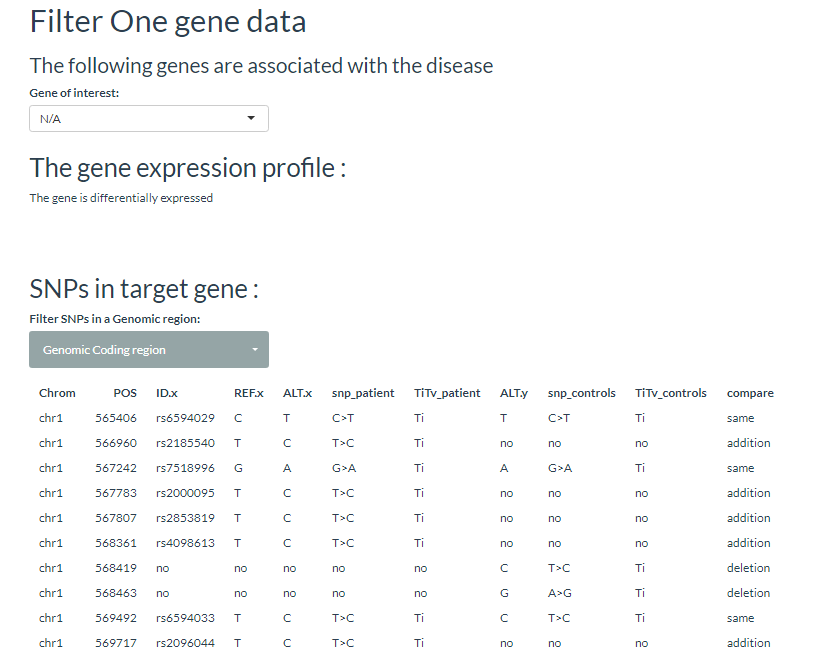 Filter One gene data
The following genes are associated with the disease
Gene of interest:
N/A
The gene expression profile :
The gene is differentially expressed
SNPs in target gene :
Filter SNPs in a Genomic region:
Genomic Coding region
Chrom POS ID.x REF.x ALT.x snp_patient TiTv_patient ALT.y snp_controls TiTv_controls compare
chr1 565406 rs6594029 C T C>T Ti T C>T Ti same
chr1 566960 rs2185540 T C T>C Ti no no no addition
chr1 567242 rs7518996 G A G>A Ti A G>A Ti same
chr1 567783 rs2000095 T C T>C Ti no no no addition
chr1 567807 rs2853819 T C T>C Ti no no no addition
chr1 568361 rs4098613 T C T>C Ti no no no addition
chr1 568419 no no no no no C T>C Ti deletion
chr1 568463 no no no no no G A>G Ti deletion
chr1 569492 rs6594033 T C T>C Ti C T>C Ti same
chr1 569717 rs2096044 T C T>C Ti no no no addition